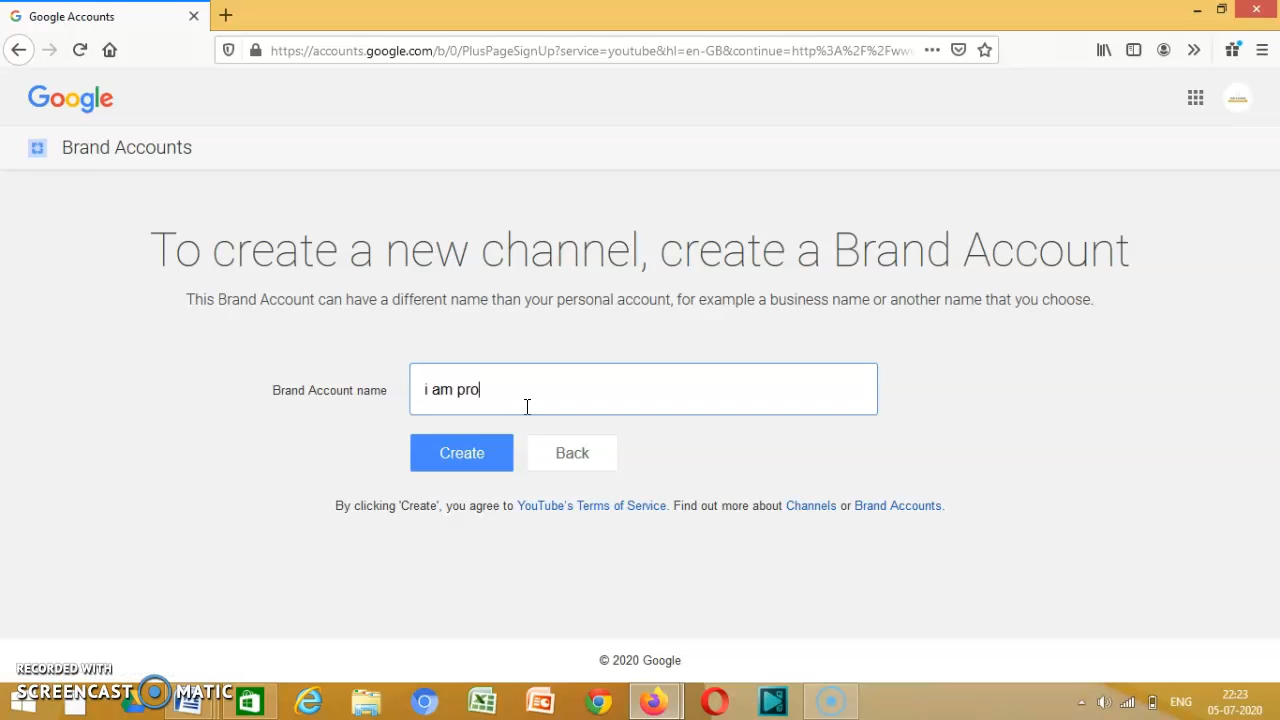 Google Accounts
https://accounts.google.com/b/0/PlusPageSignUp?service=youtube&hl=en-GB&continue=http%3A%2F%2Fwww
Google
Brand Accounts
To create a new channel, create a Brand Account
This Brand Account can have a different name than your personal account, for example a business name or another name that you choose.
Brand Account name
i am pro
Create
Back
By clicking 'Create', you agree to YouTube's Terms of Service. Find out more about Channels or Brand Accounts.
© 2020 Google
RECORDED WITH
SCREENCAST MATIC
ENG
22:23
05-07-2020